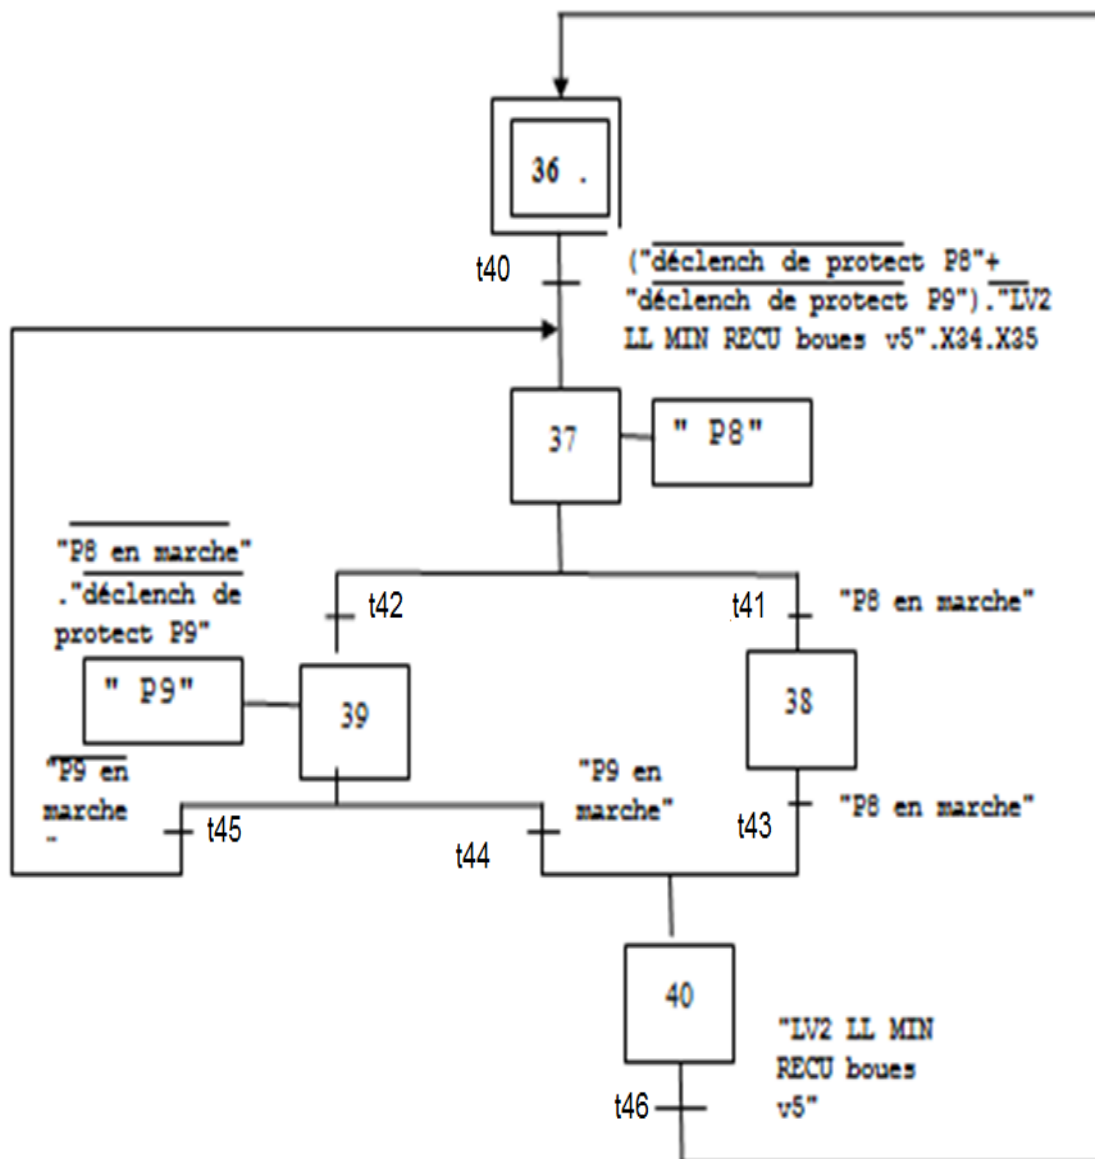 36 .
t40
("déclench de protect P8"+
"déclench de protect P9")."LV2
LL MIN RECU boues v5".X34.X35
37
" P8"
"P8 en marche"
."déclench de
protect P9"
t42
t41
"P8 en marche"
" P9"
39
38
"P9 en
marche
"P9 en
marche"
t45
t44
t43
"P8 en marche"
40
"LV2 LL MIN
RECU boues
v5"
t46